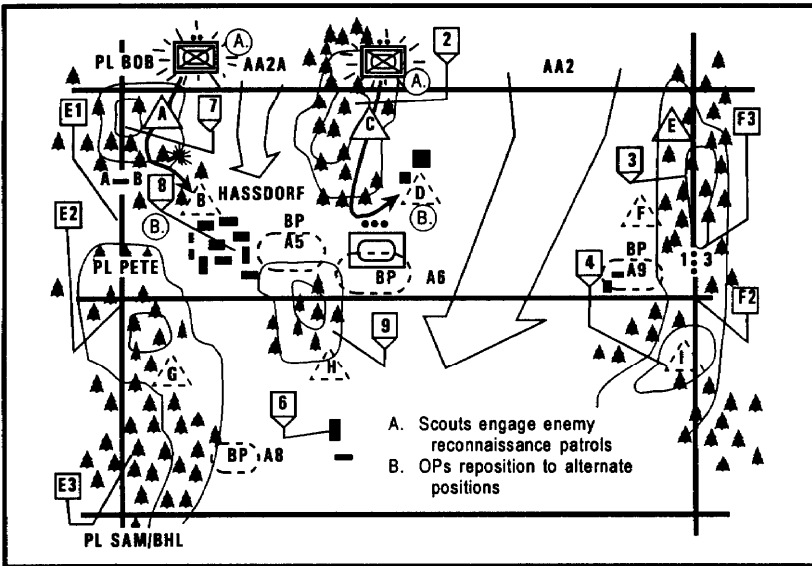 A.
2
PL BOB
AA2A
AA2
A.
E1
7
A
C
E
F3
3
A B
8
B
HASSDORF
D
F
B.
B.
E2
BP
A5
4
BP
A9
1 3
PL PETE
BP A6
F2
G
9
H
I
6
A. Scouts engage enemy
reconnaissance patrols
BP A8
B. OPs reposition to alternate
positions
E3
PL SAM/BHL